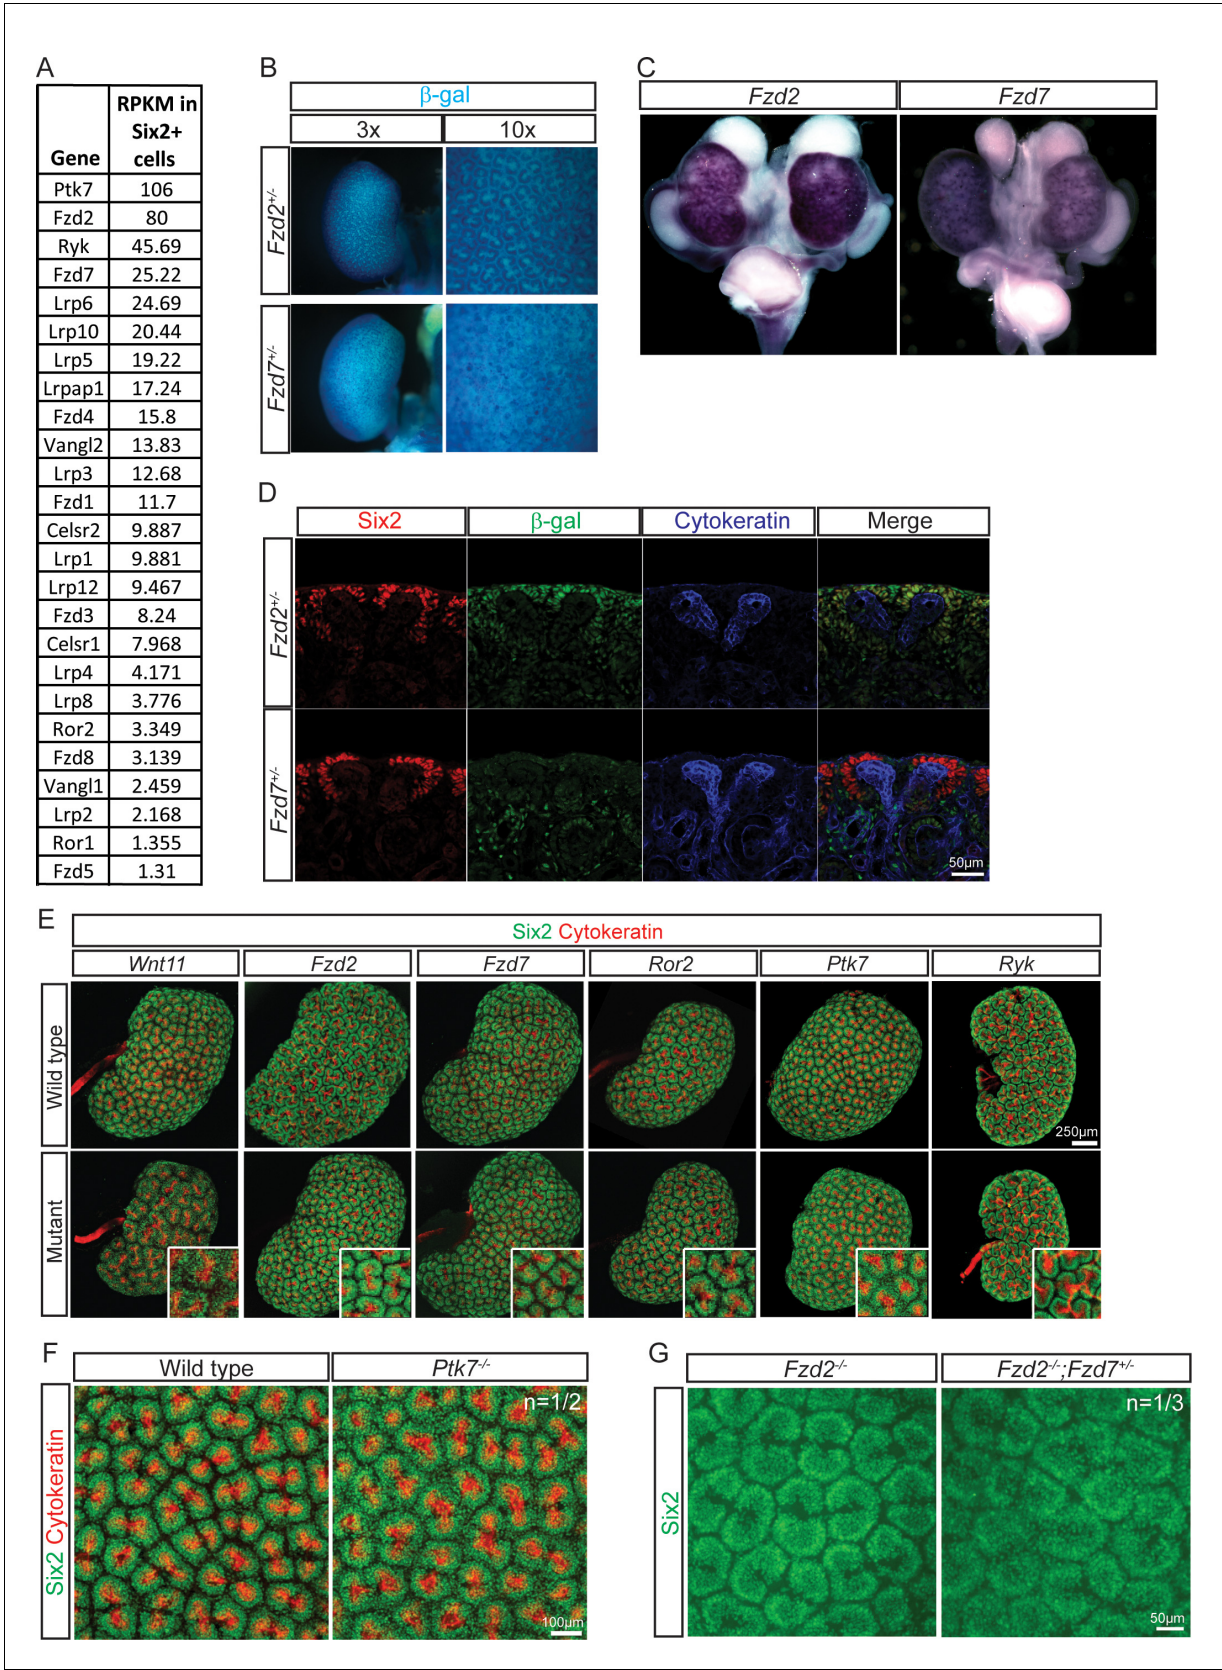 A
Gene RPKM in Six2+ cells
Ptk7 106
Fzd2 80
Ryk 45.69
Fzd7 25.22
Lrp6 24.69
Lrp10 20.44
Lrp5 19.22
Lrpap1 17.24
Fzd4 15.8
Vangl2 13.83
Lrp3 12.68
Fzd1 11.7
Celsr2 9.887
Lrp1 9.881
Lrp12 9.467
Fzd3 8.24
Celsr1 7.968
Lrp4 4.171
Lrp8 3.776
Ror2 3.349
Fzd8 3.139
Vangl1 2.459
Lrp2 2.168
Ror1 1.355
Fzd5 1.31
B
β-gal
3x 10x
Fzd2+/-
Fzd7+/-
C
Fzd2 Fzd7
D
Six2 β-gal Cytokeratin Merge
Fzd2+/-
Fzd7+/-
50µm
E
Six2 Cytokeratin
Wnt11 Fzd2 Fzd7 Ror2 Ptk7 Ryk
Wild type
250µm
Mutant
F
Wild type Ptk7-/-
Six2 Cytokeratin
n=1/2
100µm
G
Fzd2-/- Fzd2-/-;Fzd7+/-
Six2
n=1/3
50µm